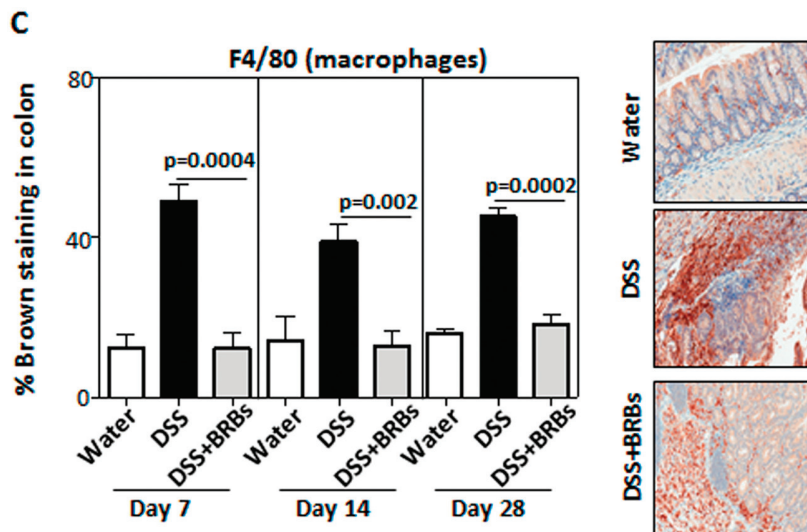 C
F4/80 (macrophages)
% Brown staining in colon
80
40
0
p=0.0004
p=0.002
p=0.0002
Water
DSS
DSS+BRBs
Water
DSS
DSS+BRBs
Water
DSS
DSS+BRBs
Day 7
Day 14
Day 28
Water
DSS
DSS+BRBs